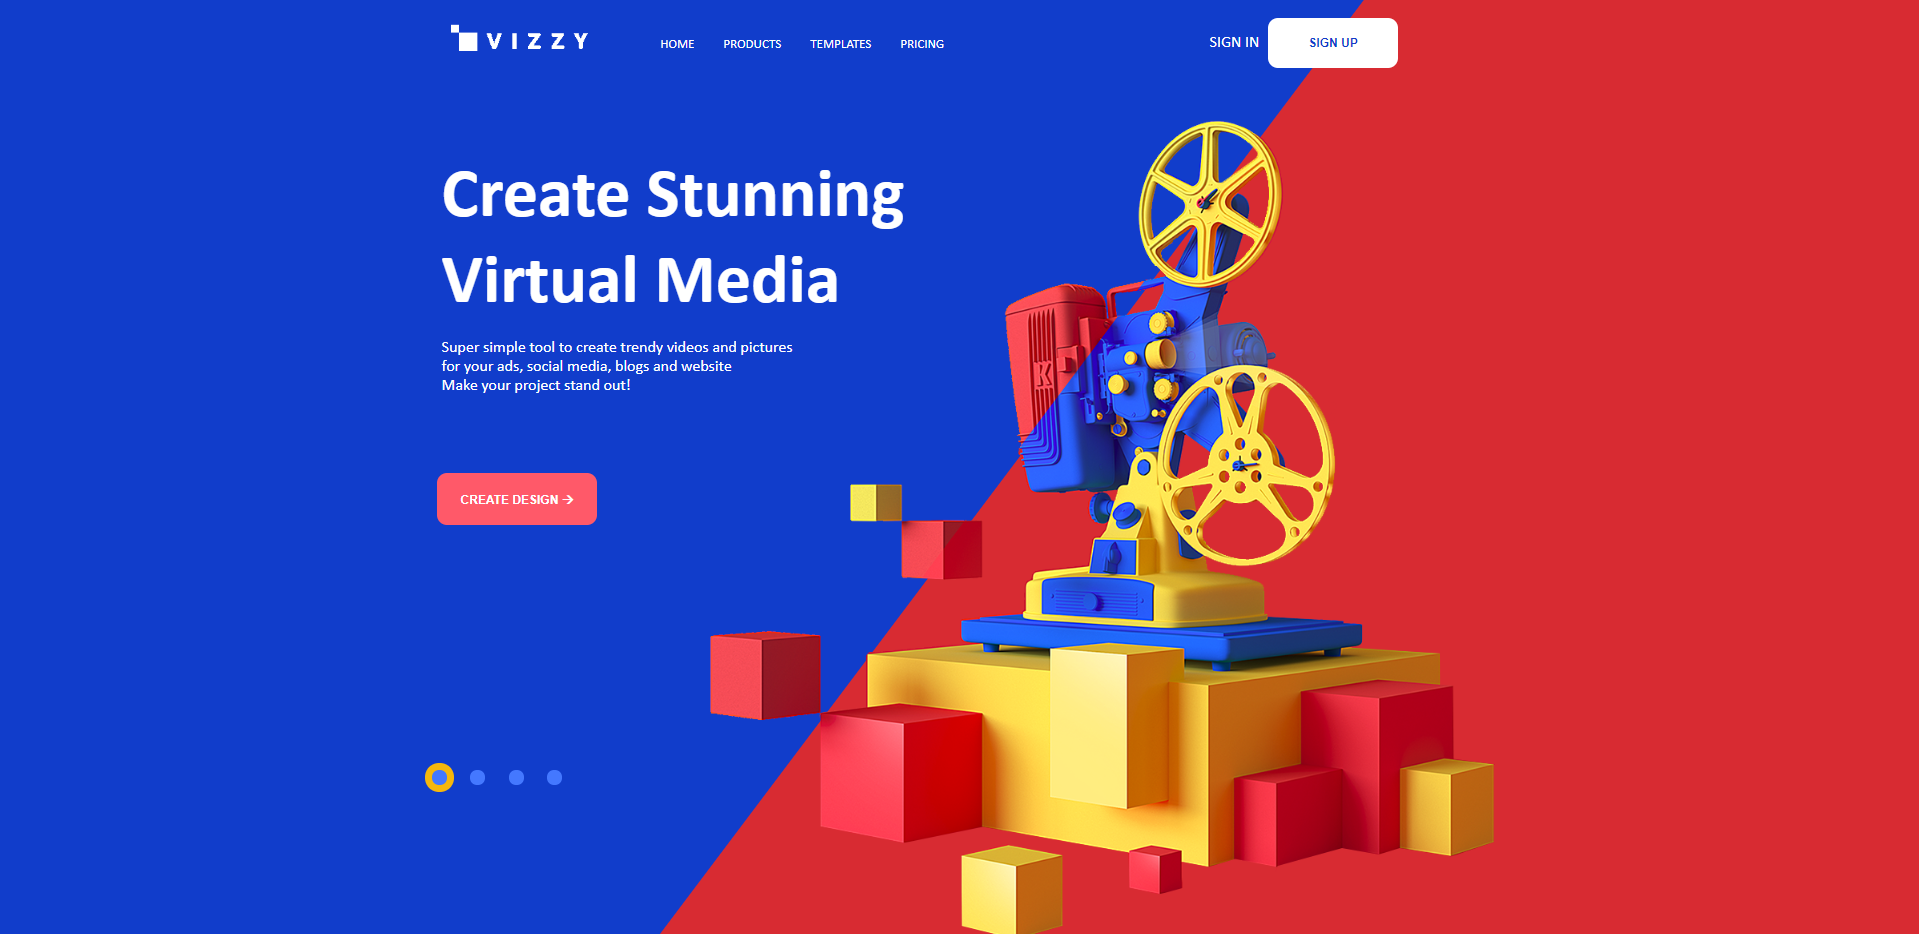 VIZZY
HOME
PRODUCTS
TEMPLATES
PRICING
SIGN IN
SIGN UP
Create Stunning
Virtual Media
Super simple tool to create trendy videos and pictures
for your ads, social media, blogs and website
Make your project stand out!
CREATE DESIGN →
K